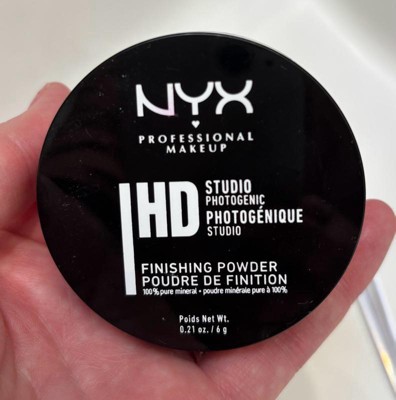 NYX
PROFESSIONAL
MAKEUP
HD STUDIO
PHOTOGENIC
PHOTOGÉNIQUE
STUDIO
FINISHING POWDER
POUDRE DE FINITION
100% pure mineral • poudre minérale pure à 100%
Poids Net Wt.
0.21 oz. / 6 g